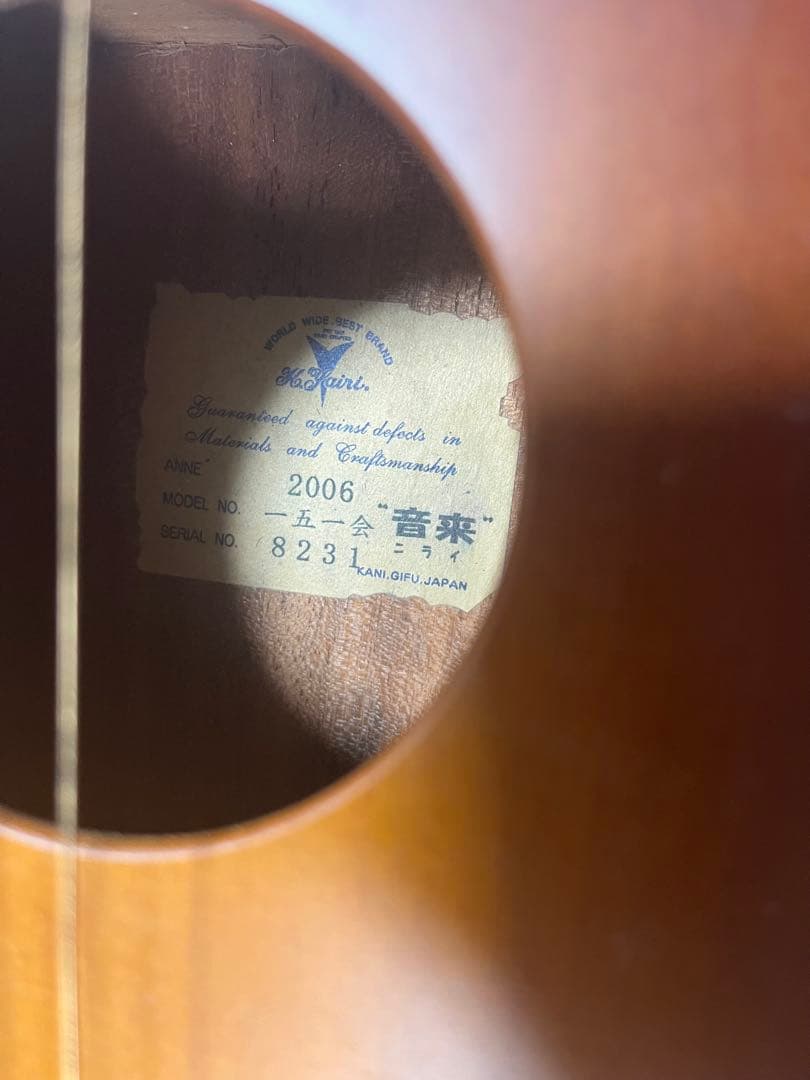 WORLD WIDE.BEST BRAND
K.Yairi.
Guaranteed against defects in
Materials and Craftsmanship
ANNE´ 2006
MODEL NO. 一五一会 "音来"
ニライ
SERIAL NO. 8231
KANI.GIFU.JAPAN